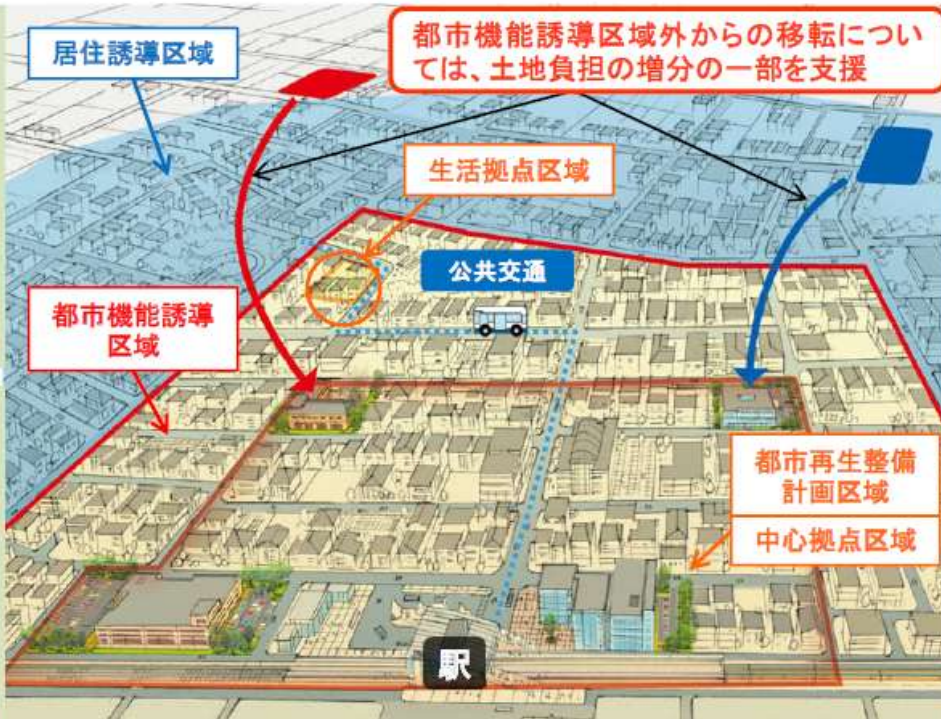 都市機能誘導区域外からの移転につい
ては、土地負担の増分の一部を支援
居住誘導区域
生活拠点区域
公共交通
都市機能誘導
区域
都市再生整備
計画区域
中心拠点区域
駅